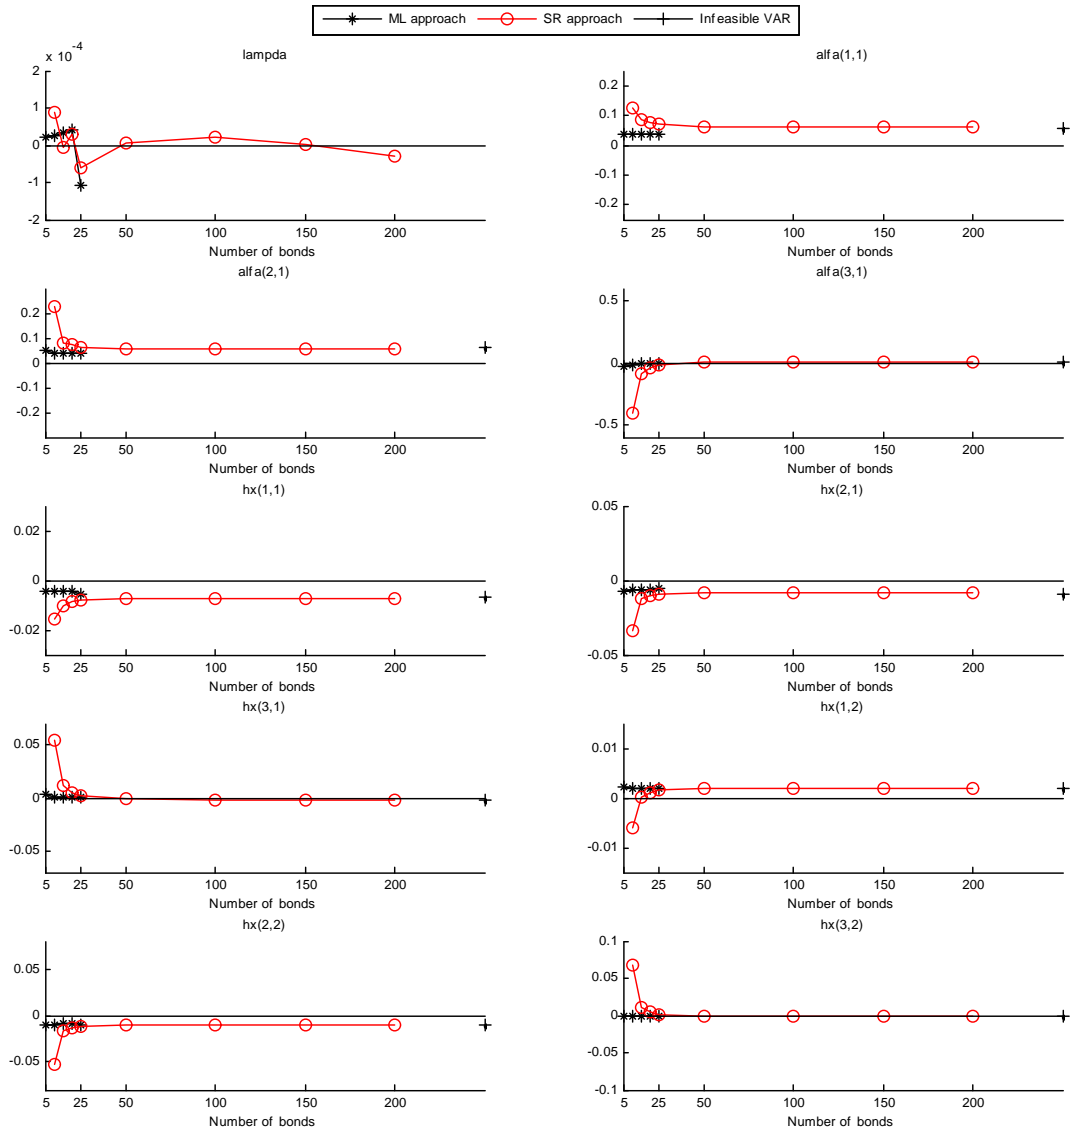 ML approach SR approach Infeasible VAR
x 10^-4
lampda
2
1
0
-1
-2
5 25 50 100 150 200
Number of bonds
alfa(1,1)
0.2
0.1
0
-0.1
-0.2
5 25 50 100 150 200
Number of bonds
alfa(2,1)
0.2
0.1
0
-0.1
-0.2
5 25 50 100 150 200
Number of bonds
alfa(3,1)
0.5
0
-0.5
5 25 50 100 150 200
Number of bonds
hx(1,1)
0.02
0
-0.02
5 25 50 100 150 200
Number of bonds
hx(2,1)
0.05
0
-0.05
5 25 50 100 150 200
Number of bonds
hx(3,1)
0.05
0
-0.05
5 25 50 100 150 200
Number of bonds
hx(1,2)
0.01
0
-0.01
5 25 50 100 150 200
Number of bonds
hx(2,2)
0.05
0
-0.05
5 25 50 100 150 200
Number of bonds
hx(3,2)
0.1
0.05
0
-0.05
-0.1
5 25 50 100 150 200
Number of bonds